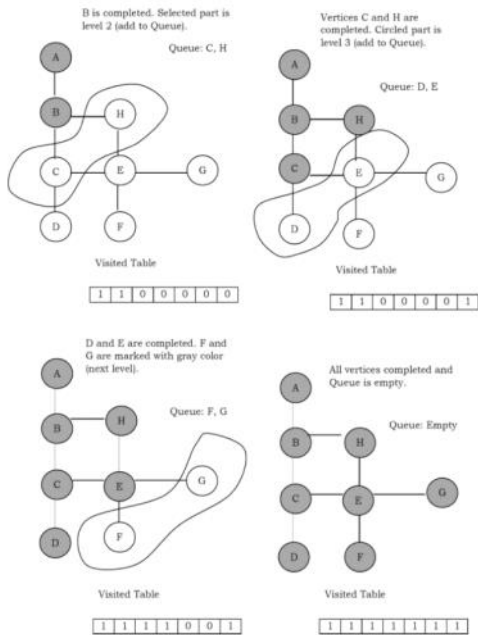 B is completed. Selected part is
level 2 (add to Queue).
Queue: C, H
A
B
H
C
E
G
D
F
Visited Table
1 1 0 0 0 0 0
Vertices C and H are
completed. Circled part is
level 3 (add to Queue).
Queue: D, E
A
B
H
C
E
G
D
F
Visited Table
1 1 0 0 0 0 1
D and E are completed. F and
G are marked with gray color
(next level).
Queue: F, G
A
B
H
C
E
G
D
F
Visited Table
1 1 1 1 0 0 1
All vertices completed and
Queue is empty.
Queue: Empty
A
B
H
C
E
G
D
F
Visited Table
1 1 1 1 1 1 1